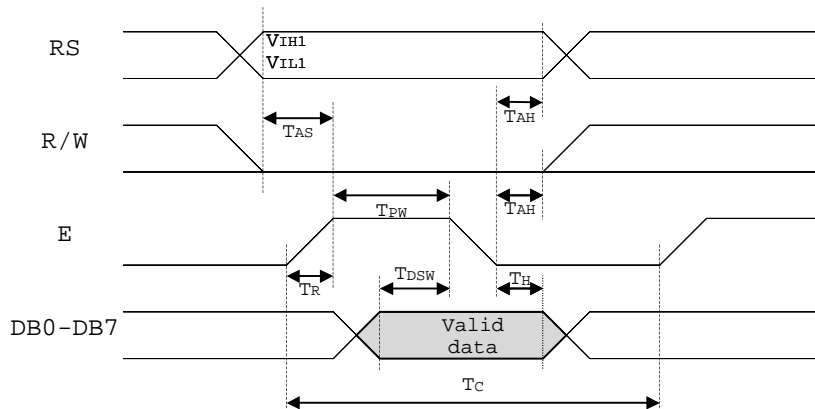 RS
VIH1
VIL1
TAS
TAH
R/W
TPW
TAH
E
TR
TDSW
TH
DB0-DB7
Valid
data
TC